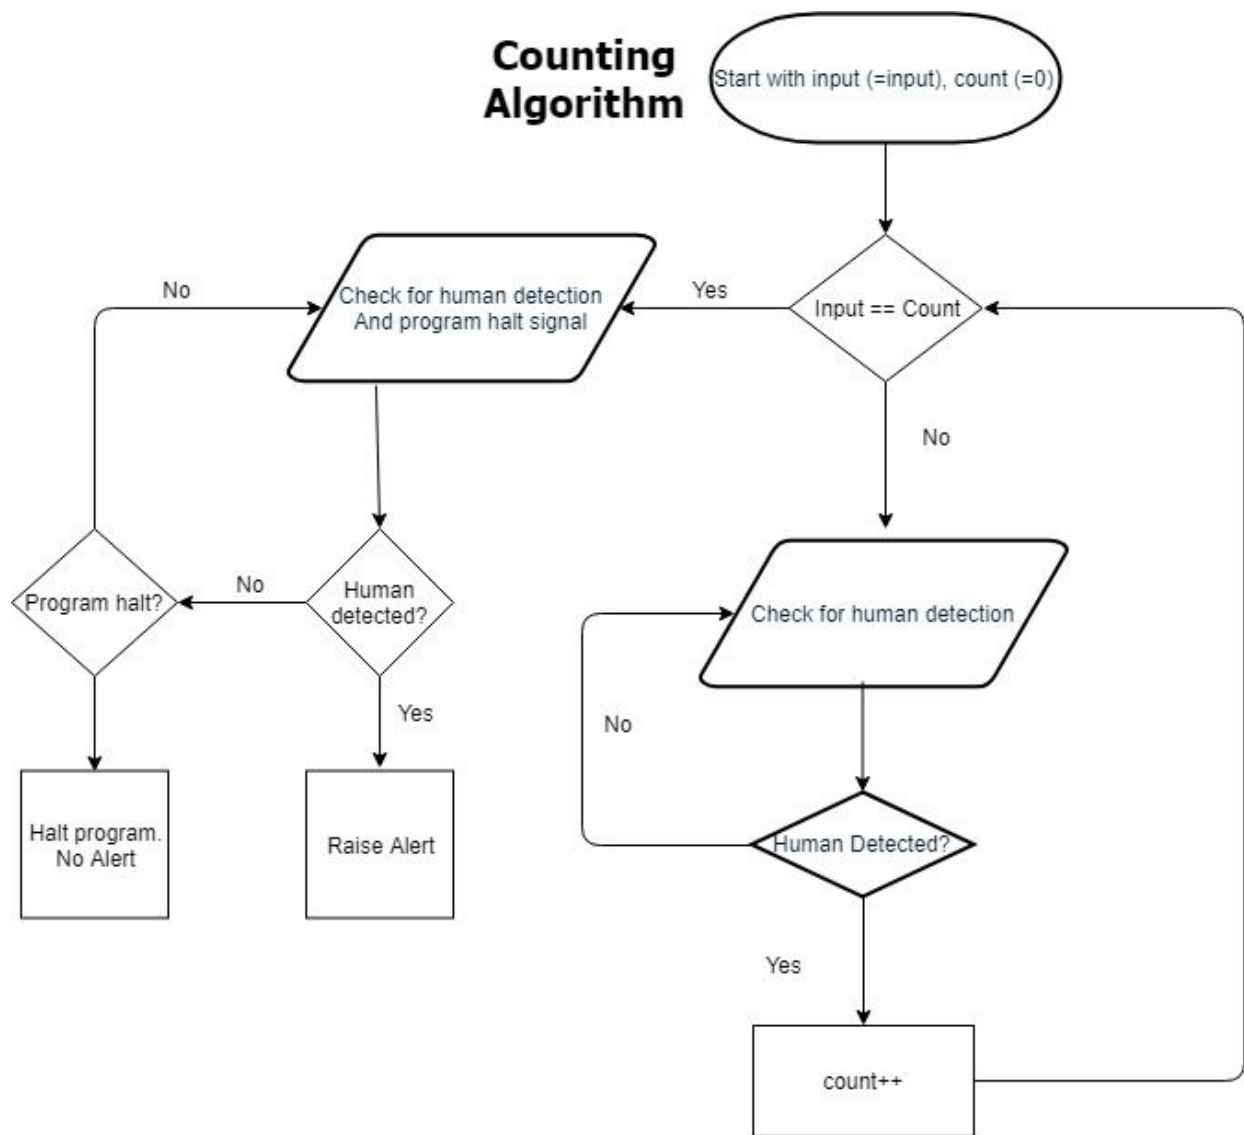 Counting
Algorithm
Start with input (=input), count (=0)
Input == Count
Yes
Check for human detection
And program halt signal
No
No
Program halt?
No
Human
detected?
Yes
Halt program.
No Alert
Raise Alert
Check for human detection
No
Human Detected?
Yes
count++